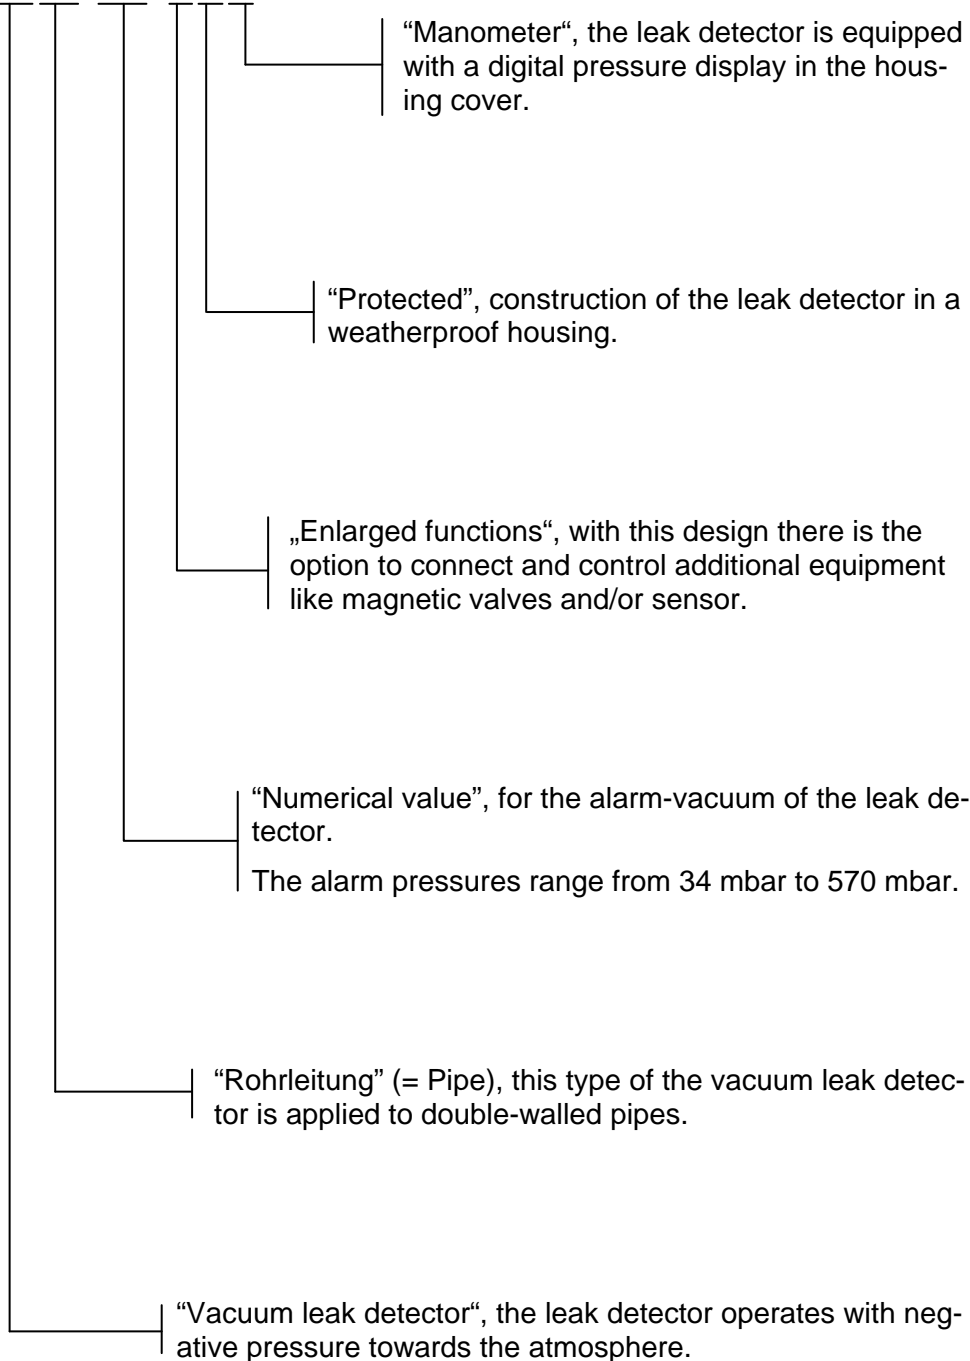 “Manometer“, the leak detector is equipped
with a digital pressure display in the hous-
ing cover.
“Protected”, construction of the leak detector in a
weatherproof housing.
„Enlarged functions“, with this design there is the
option to connect and control additional equipment
like magnetic valves and/or sensor.
“Numerical value”, for the alarm-vacuum of the leak de-
tector.
The alarm pressures range from 34 mbar to 570 mbar.
“Rohrleitung” (= Pipe), this type of the vacuum leak detec-
tor is applied to double-walled pipes.
“Vacuum leak detector“, the leak detector operates with neg-
ative pressure towards the atmosphere.